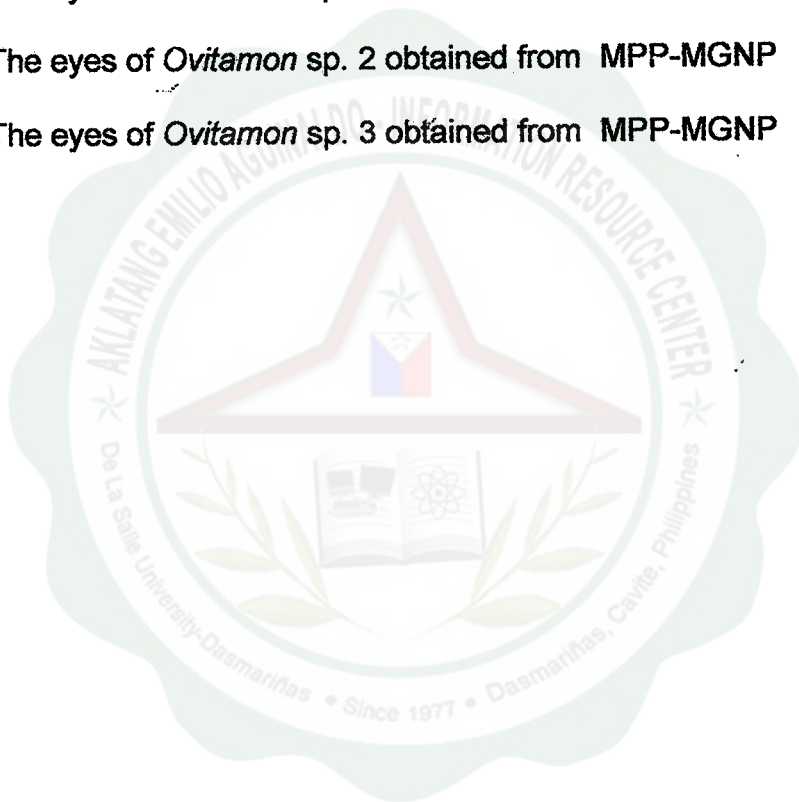 The eyes of Ovitamon sp. 2 obtained from MPP-MGNP
The eyes of Ovitamon sp. 3 obtained from MPP-MGNP
AKLATANG EMILIO AGUINALDO - INFORMATION RESOURCE CENTER
De La Salle University-Dasmariñas • Since 1977 • Dasmariñas, Cavite, Philippines